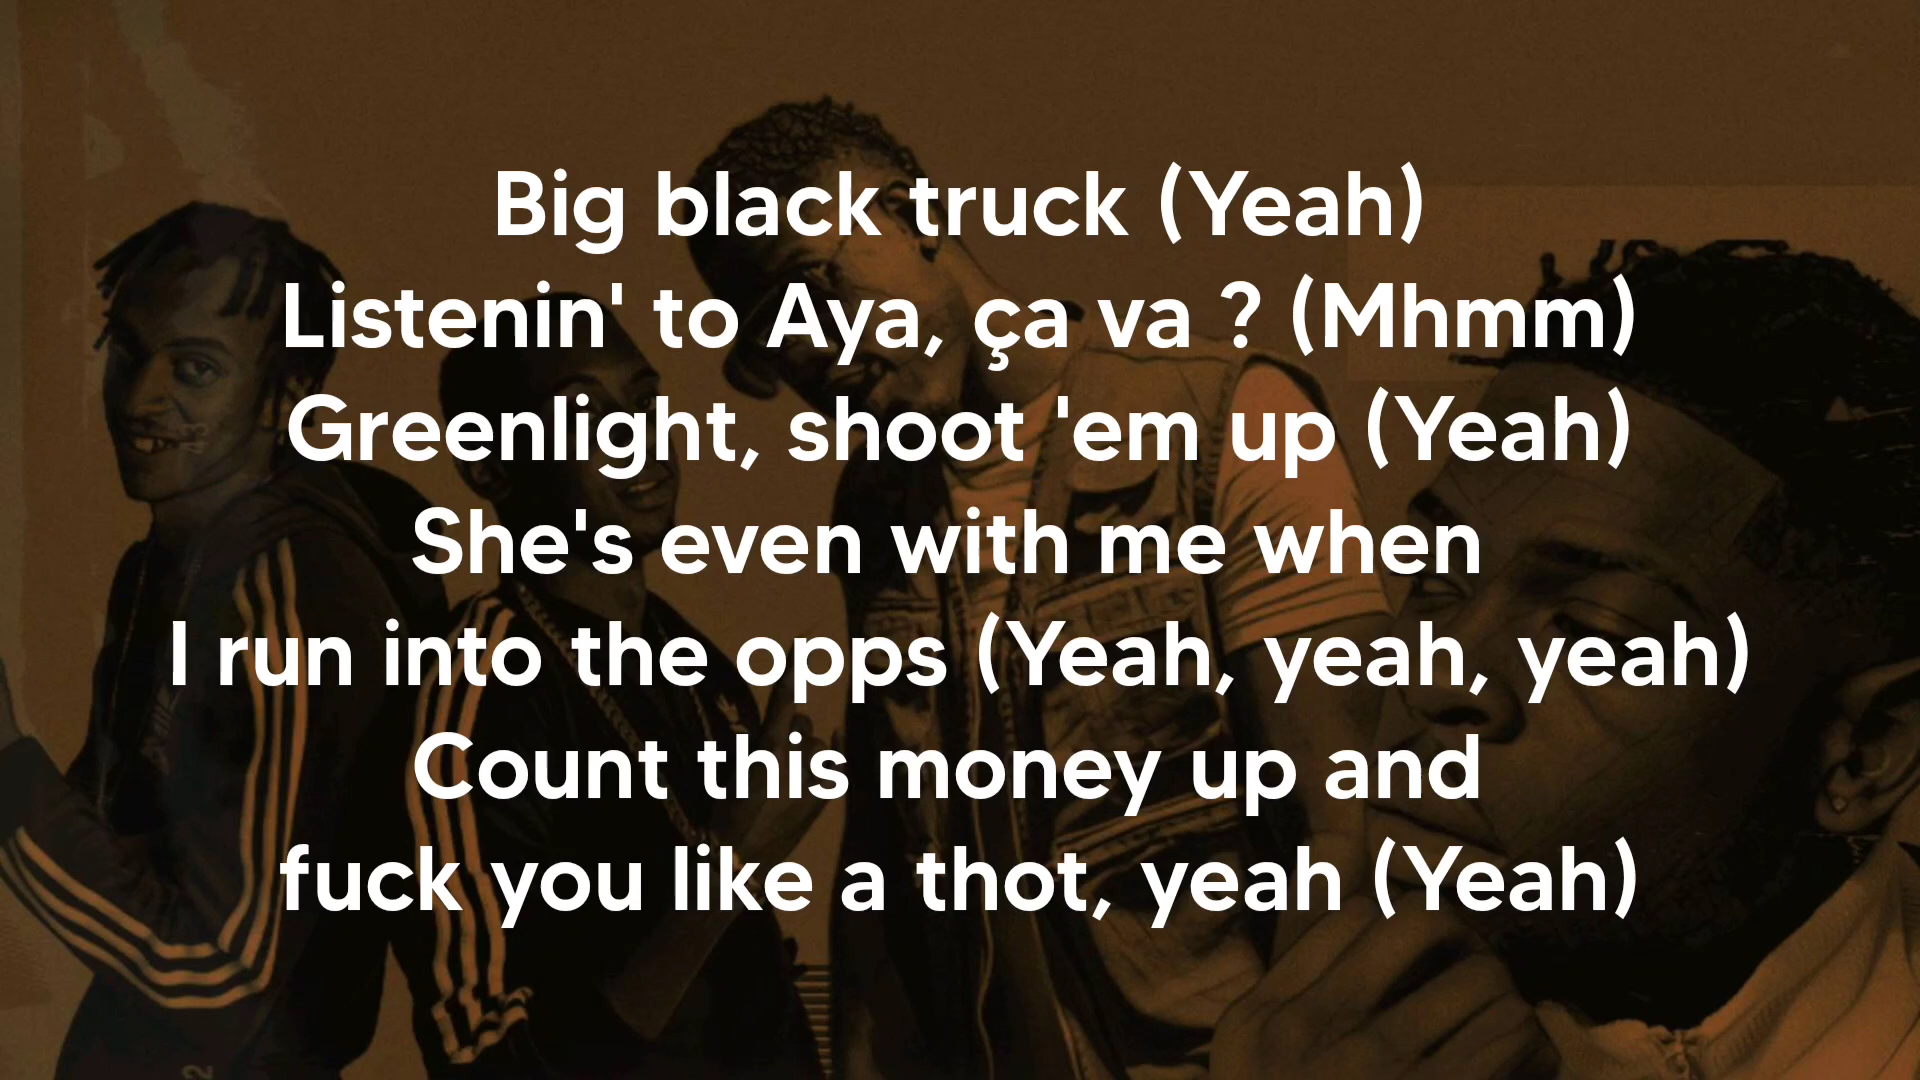 Big black truck (Yeah)
Listenin' to Aya, ça va ? (Mhmm)
Greenlight, shoot 'em up (Yeah)
She's even with me when
I run into the opps (Yeah, yeah, yeah)
Count this money up and
fuck you like a thot, yeah (Yeah)
2